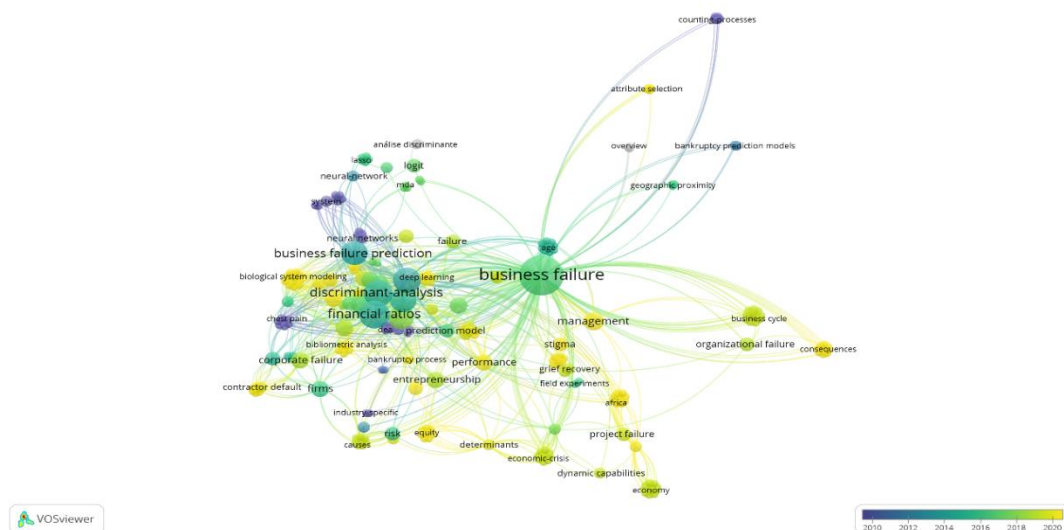 counting-processes
attribute selection
análise discriminante
overview
bankruptcy prediction models
lasso
logit
neural-network
mda
geographic proximity
system
neural networks
failure
age
business failure prediction
business failure
biological system modeling
deep learning
discriminant-analysis
financial ratios
chest pain
business cycle
management
dna
prediction model
bibliometric analysis
stigma
organizational failure
consequences
corporate failure
bankruptcy process
performance
grief recovery
entrepreneurship
field experiments
contractor default
firms
africa
industry-specific
risk
equity
project failure
causes
determinants
economic-crisis
dynamic capabilities
economy
VOSviewer
2010 2012 2014 2016 2018 2020